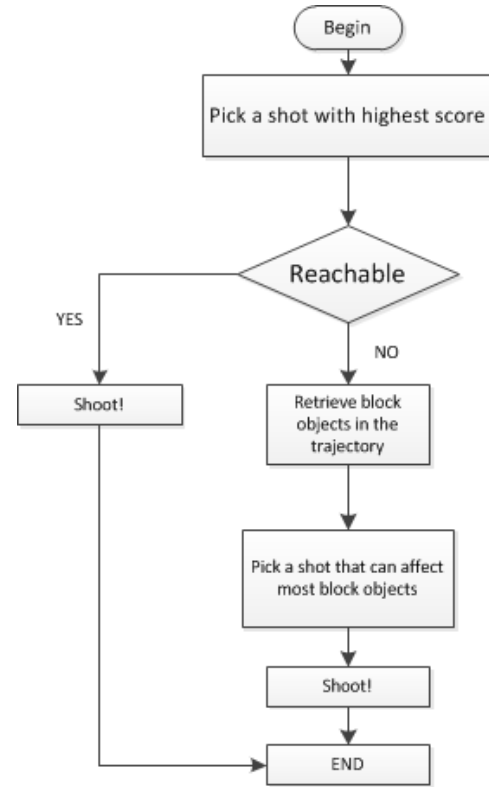 Begin
Pick a shot with highest score
Reachable
YES
NO
Shoot!
Retrieve block
objects in the
trajectory
Pick a shot that can affect
most block objects
Shoot!
END